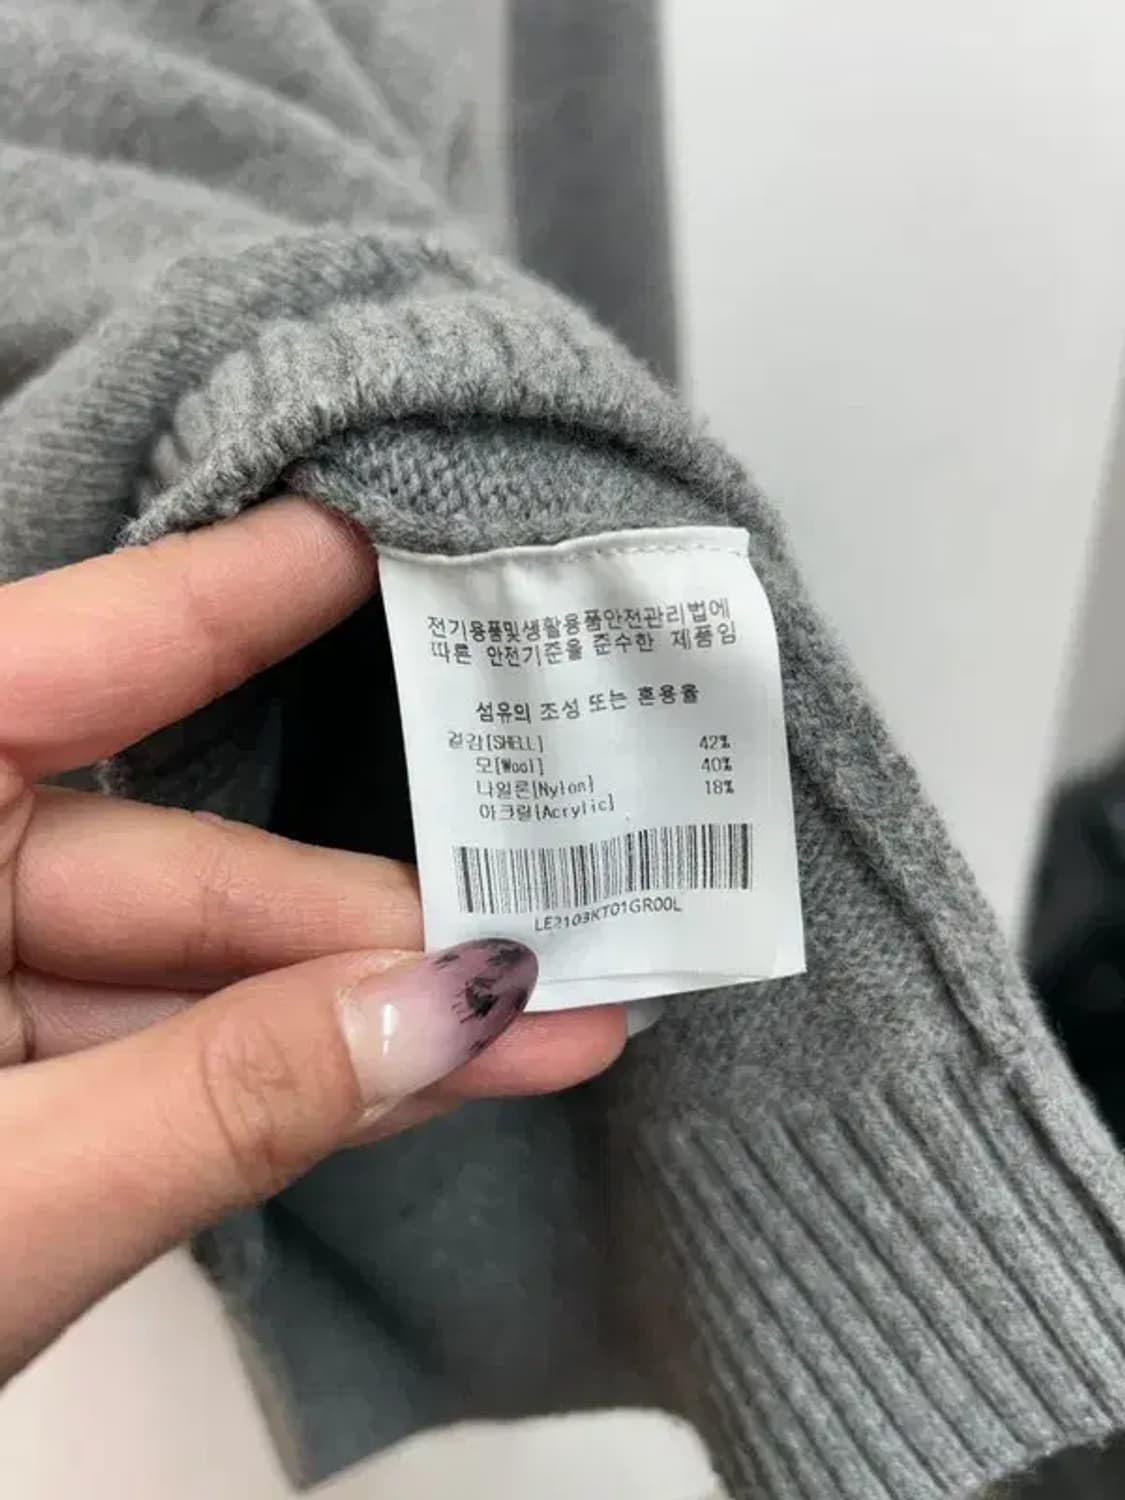 전기용품및생활용품안전관리법에
따른 안전기준을 준수한 제품임
섬유의 조성 또는 혼용율
겉감[SHELL] 42%
모[Wool] 40%
나일론[Nylon] 18%
아크릴[Acrylic]
LE2103KT01GR00L